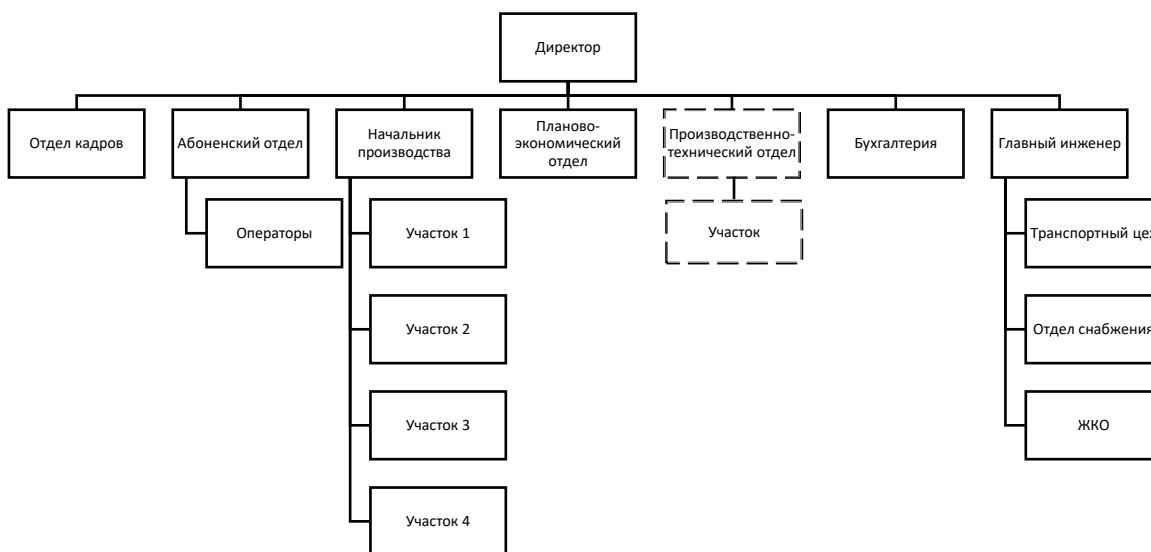 Директор
Отдел кадров
Абоненский отдел
Начальник
производства
Планово-
экономический
отдел
Производственно-
технический отдел
Бухгалтерия
Главный инженер
Операторы
Участок 1
Участок
Транспортный цех
Участок 2
Отдел снабжения
Участок 3
ЖКО
Участок 4